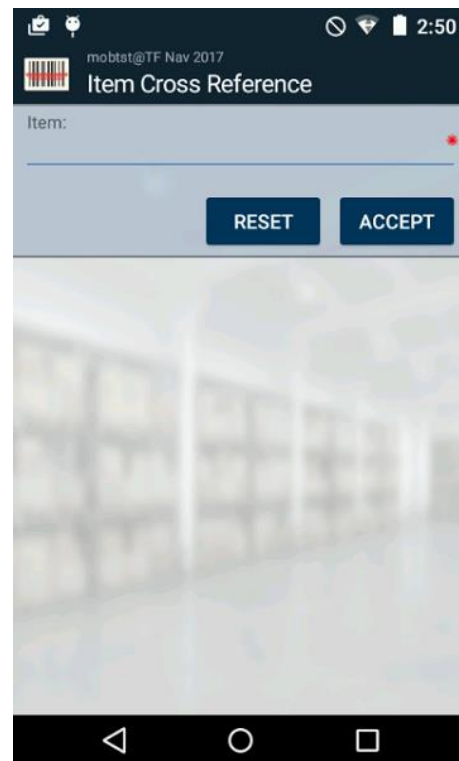 2:50
mobtst@TF Nav 2017
Item Cross Reference
Item:
*
RESET
ACCEPT